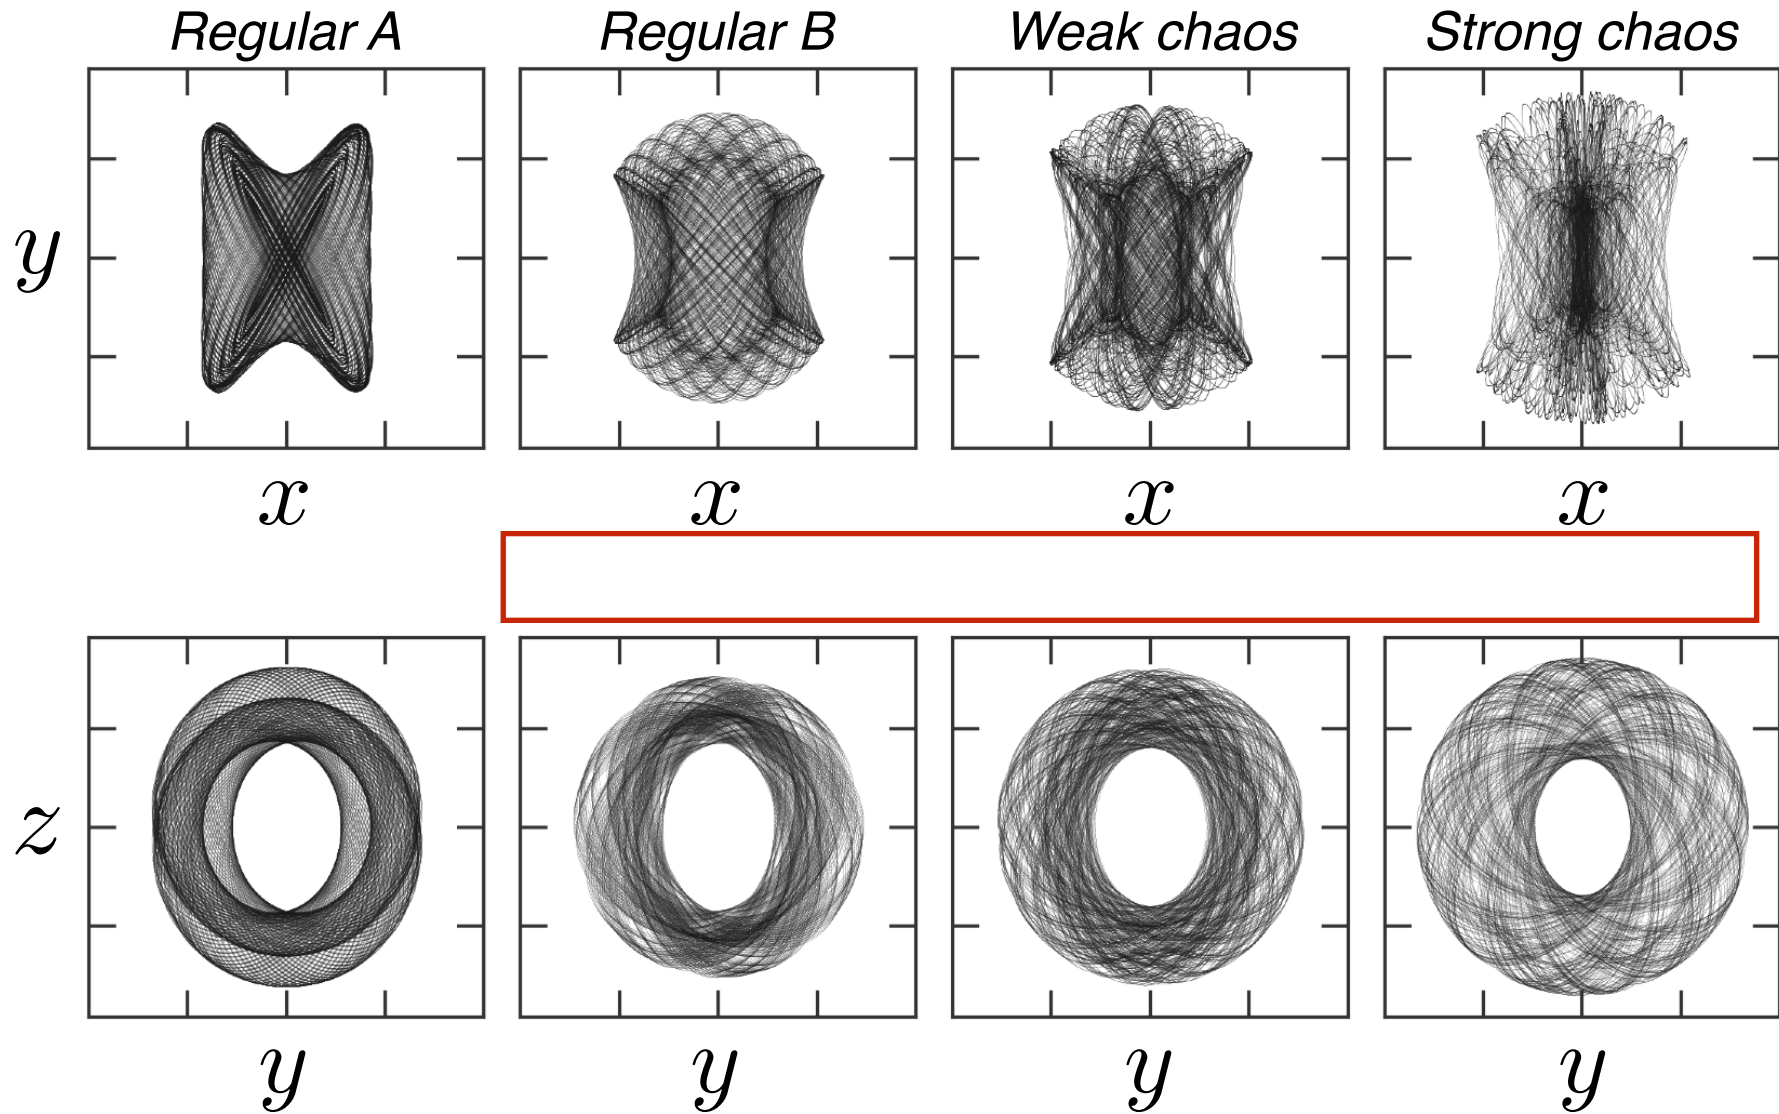 Regular A Regular B Weak chaos Strong chaos
y
x x x x
z
y y y y